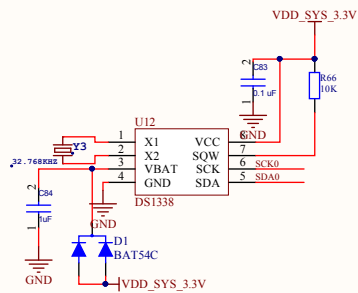 VDD_SYS_3.3V
2
C83
0.1 uF
R66
10K
GND
U12
Y3
32.768KHZ
1 X1 VCC 8
2 X2 SQW 7
3 VBAT SCK 6 SCK0
4 GND SDA 5 SDA0
DS1338
2
C84
1uF
1
GND
GND
D1
BAT54C
VDD_SYS_3.3V